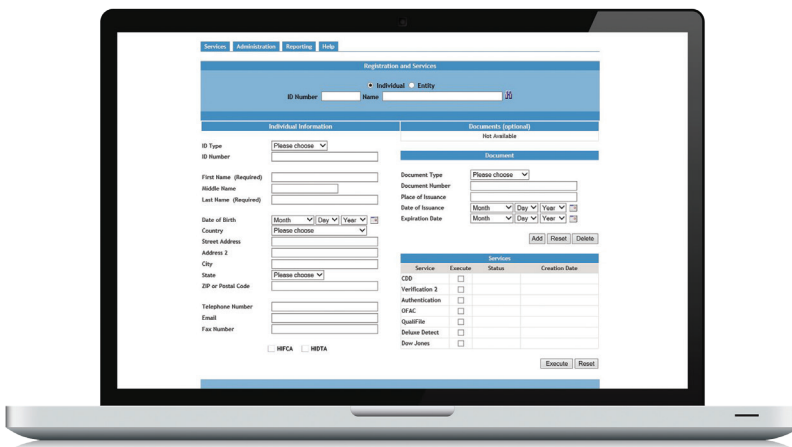 Services Administration Reporting Help
Registration and Services
Individual Entity
ID Number Name
Individual Information
ID Type Please choose
ID Number
First Name (Required)
Middle Name
Last Name (Required)
Date of Birth Month Day Year
Country Please choose
Street Address
Address 2
City
State Please choose
ZIP or Postal Code
Telephone Number
Email
Fax Number
HIFCA HIDTA
Documents (optional)
Not Available
Document
Document Type Please choose
Document Number
Place of Issuance
Date of Issuance Month Day Year
Expiration Date Month Day Year
Add Reset Delete
Services
Service Execute Status Creation Date
CDD
Verification 2
Authentication
OFAC
QualiFile
Deluxe Detect
Dow Jones
Execute Reset